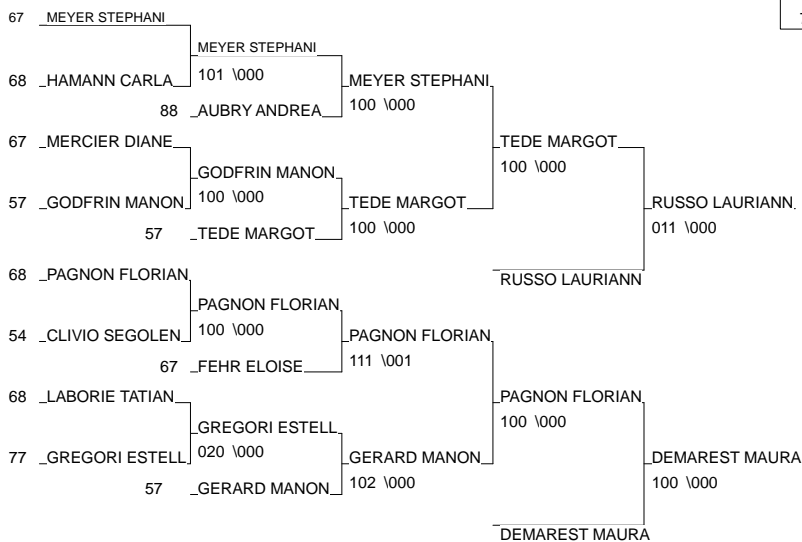 67 MEYER STEPHANI
MEYER STEPHANI
68 HAMANN CARLA 101 \000 MEYER STEPHANI
88 AUBRY ANDREA 100 \000
67 MERCIER DIANE TEDE MARGOT
GODFRIN MANON 100 \000
57 GODFRIN MANON 100 \000 TEDE MARGOT RUSSO LAURIANN
57 TEDE MARGOT 100 \000 011 \000
68 PAGNON FLORIAN RUSSO LAURIANN
PAGNON FLORIAN
54 CLIVIO SEGOLEN 100 \000 PAGNON FLORIAN
67 FEHR ELOISE 111 \001
68 LABORIE TATIAN PAGNON FLORIAN
GREGORI ESTELL 100 \000
77 GREGORI ESTELL 020 \000 GERARD MANON DEMAREST MAURA
57 GERARD MANON 102 \000 100 \000
DEMAREST MAURA